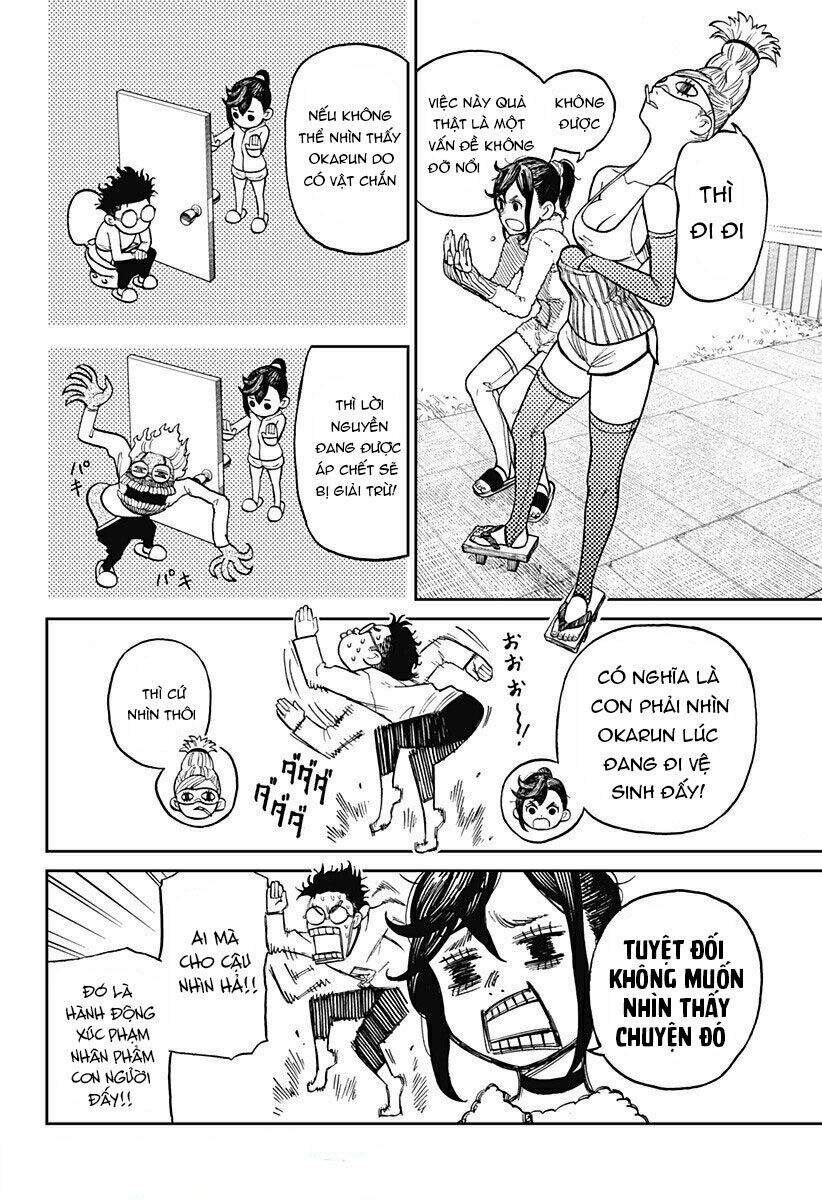 THÌ
ĐI ĐI
KHÔNG
ĐƯỢC
VIỆC NÀY QUẢ
THẬT LÀ MỘT
VẤN ĐỀ KHÔNG
ĐỠ NỔI
NẾU KHÔNG
THỂ NHÌN THẤY
OKARUN DO
CÓ VẬT CHẮN
THÌ LỜI
NGUYỀN
ĐANG ĐƯỢC
ÁP CHẾT SẼ
BỊ GIẢI TRỪ!
パキ
パキ
CÓ NGHĨA LÀ
CON PHẢI NHÌN
OKARUN LÚC
ĐANG ĐI VỆ
SINH ĐẤY!
おおお〜!!
ダダダダダダ
THÌ CỨ
NHÌN THÔI
TUYỆT ĐỐI
KHÔNG MUỐN
NHÌN THẤY
CHUYỆN ĐÓ
AI MÀ
CHO CẬU
NHÌN HẢ!!
ĐÓ LÀ
HÀNH ĐỘNG
XÚC PHẠM
NHÂN PHẨM
CON NGƯỜI
ĐẤY!!